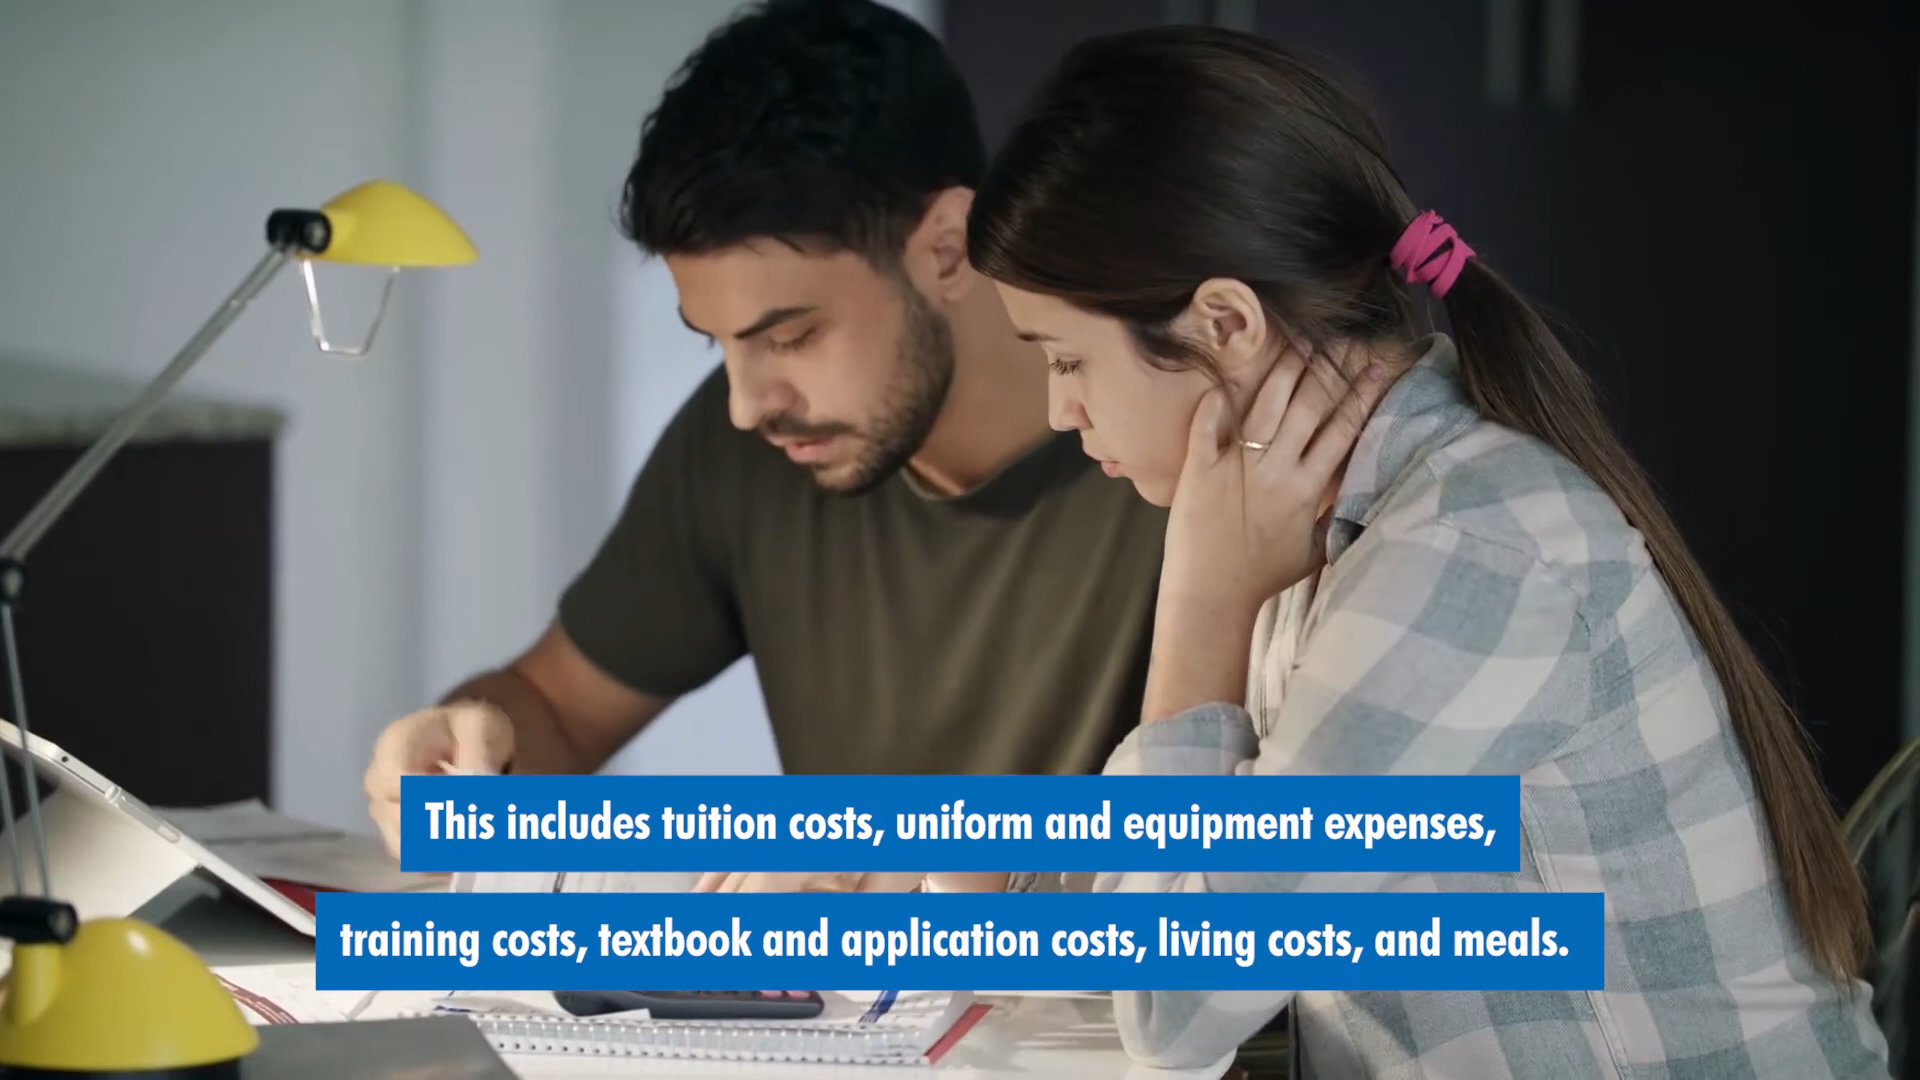 This includes tuition costs, uniform and equipment expenses,
training costs, textbook and application costs, living costs, and meals.